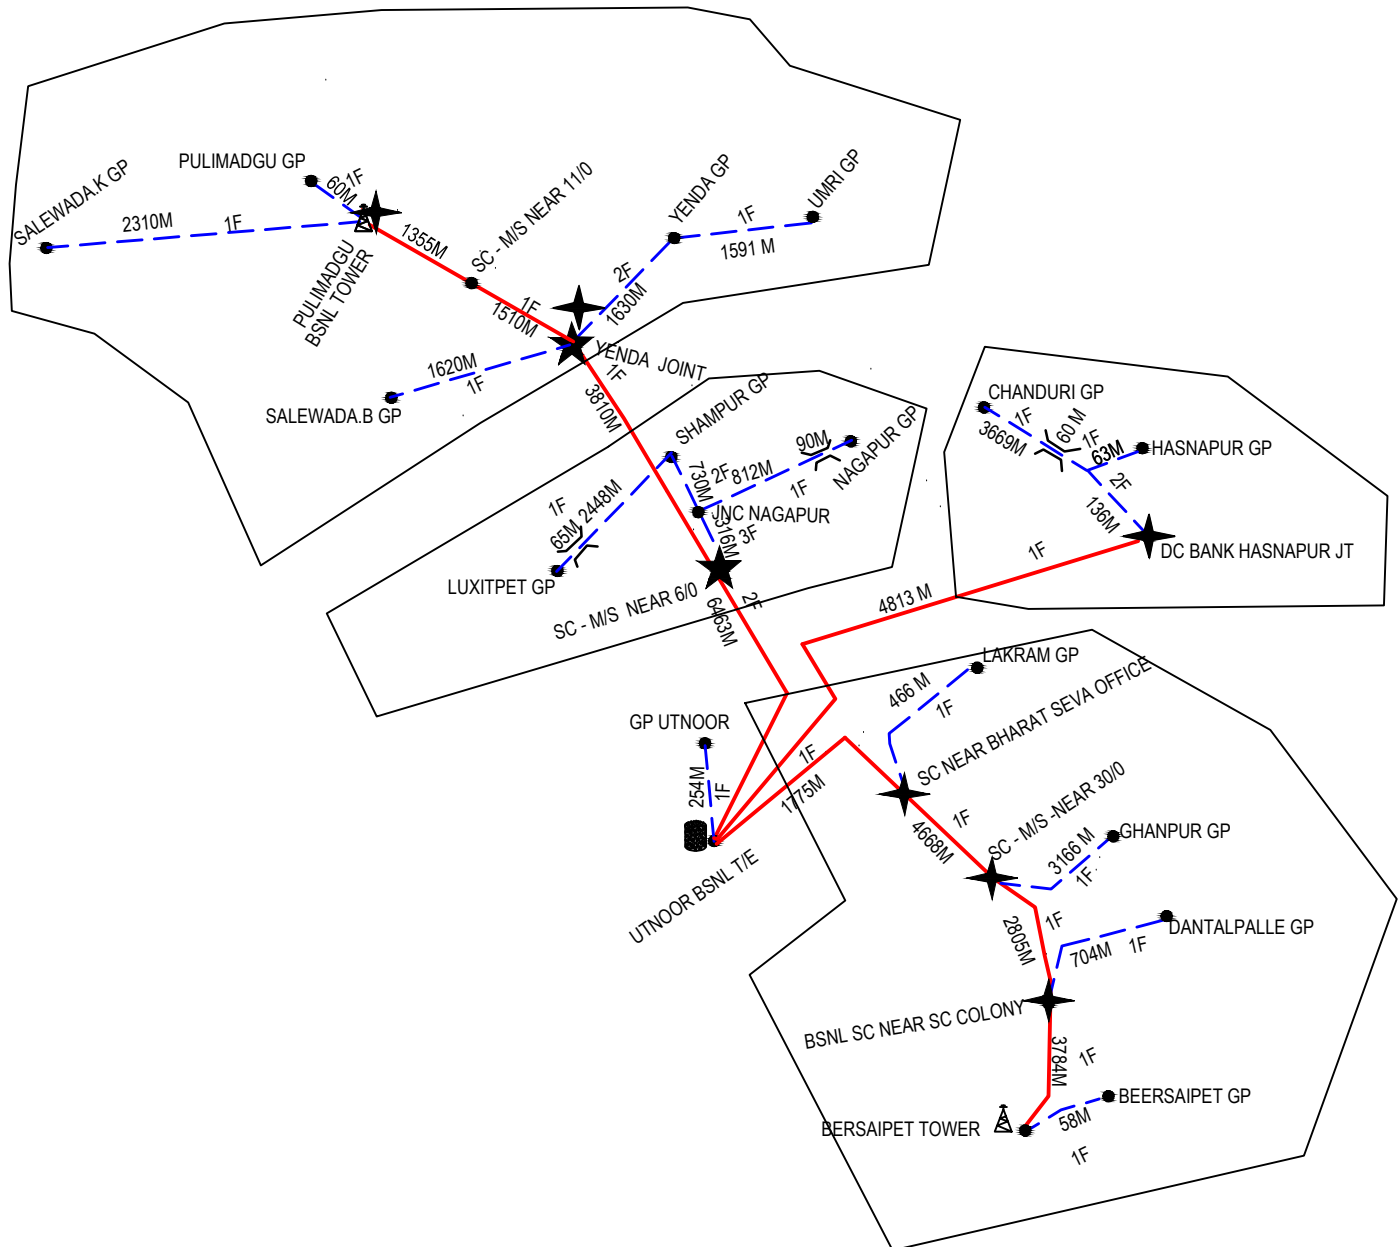 SALEWADA.K GP
2310M
1F
PULIMADGU GP
1F
60M
PULIMADGU
BSNL TOWER
1355M
SC - M/S NEAR 11/0
1F
1510M
YENDA GP
2F
1630M
1F
1591 M
UMRI GP
1620M
1F
SALEWADA.B GP
YENDA JOINT
1F
3810M
SHAMPUR GP
730M
2F
812M
90M
1F
NAGAPUR GP
1F
65M
2448M
LUXITPET GP
JNC NAGAPUR
316M
3F
SC - M/S NEAR 6/0
2F
6463M
CHANDURI GP
1F
3669M
60 M
1F
63M
HASNAPUR GP
2F
136M
DC BANK HASNAPUR JT
1F
4813 M
GP UTNOOR
254M
1F
UTNOOR BSNL T/E
1F
1775M
LAKRAM GP
466 M
1F
SC NEAR BHARAT SEVA OFFICE
1F
4668M
SC - M/S -NEAR 30/0
GHANPUR GP
3166 M
1F
1F
2805M
DANTALPALLE GP
704M
1F
BSNL SC NEAR SC COLONY
3784M
1F
BEERSAIPET GP
58M
1F
BERSAIPET TOWER